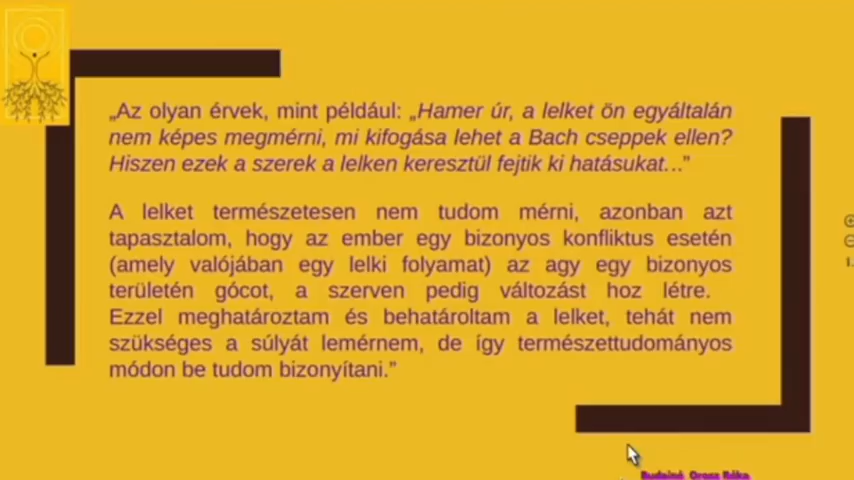 „Az olyan érvek, mint például: „Hamer úr, a lelket ön egyáltalán
nem képes megmérni, mi kifogása lehet a Bach cseppek ellen?
Hiszen ezek a szerek a lelken keresztül fejtik ki hatásukat…”
A lelket természetesen nem tudom mérni, azonban azt
tapasztalom, hogy az ember egy bizonyos konfliktus esetén
(amely valójában egy lelki folyamat) az agy egy bizonyos
területén gócot, a szerven pedig változást hoz létre.
Ezzel meghatároztam és behatároltam a lelket, tehát nem
szükséges a súlyát lemérnem, de így természettudományos
módon be tudom bizonyítani.”
Budainé Orosz Réka